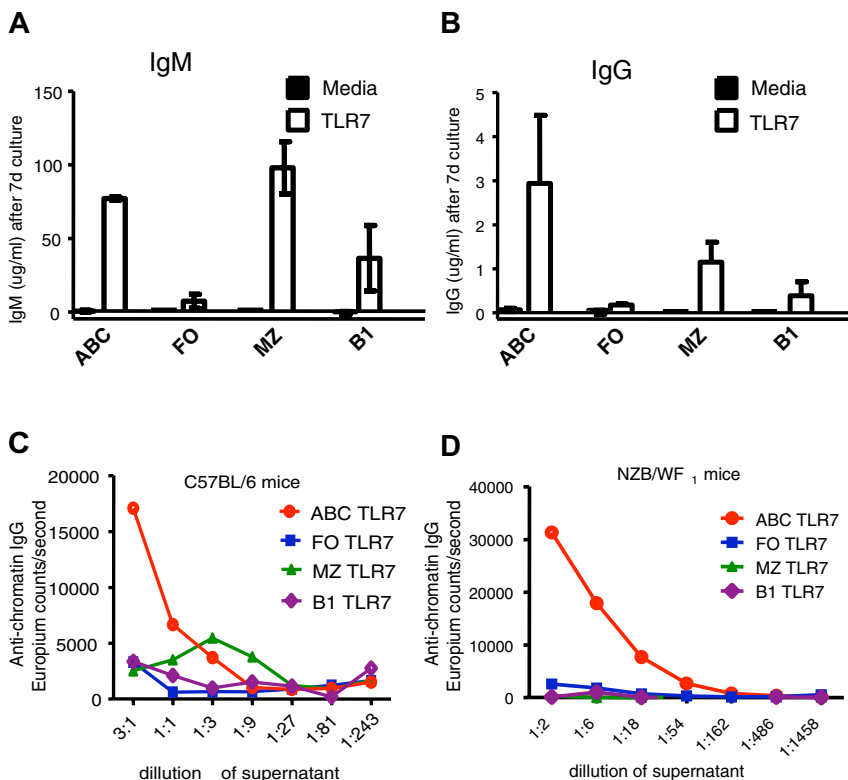 A
IgM
Media
TLR7
IgM (ug/ml) after 7d culture
150
100
50
0
ABC
FO
MZ
B1
B
IgG
Media
TLR7
IgG (ug/ml) after 7d culture
5
4
3
2
1
0
ABC
FO
MZ
B1
C
C57BL/6 mice
ABC TLR7
FO TLR7
MZ TLR7
B1 TLR7
Anti-chromatin IgG
Europium counts/second
20000
15000
10000
5000
0
3:1
1:1
1:3
1:9
1:27
1:81
1:243
dillution of supernatant
D
NZB/WF 1 mice
ABC TLR7
FO TLR7
MZ TLR7
B1 TLR7
Anti-chromatin IgG
Europium counts/second
40000
30000
20000
10000
0
1:2
1:6
1:18
1:54
1:162
1:486
1:1458
dillution of supernatant